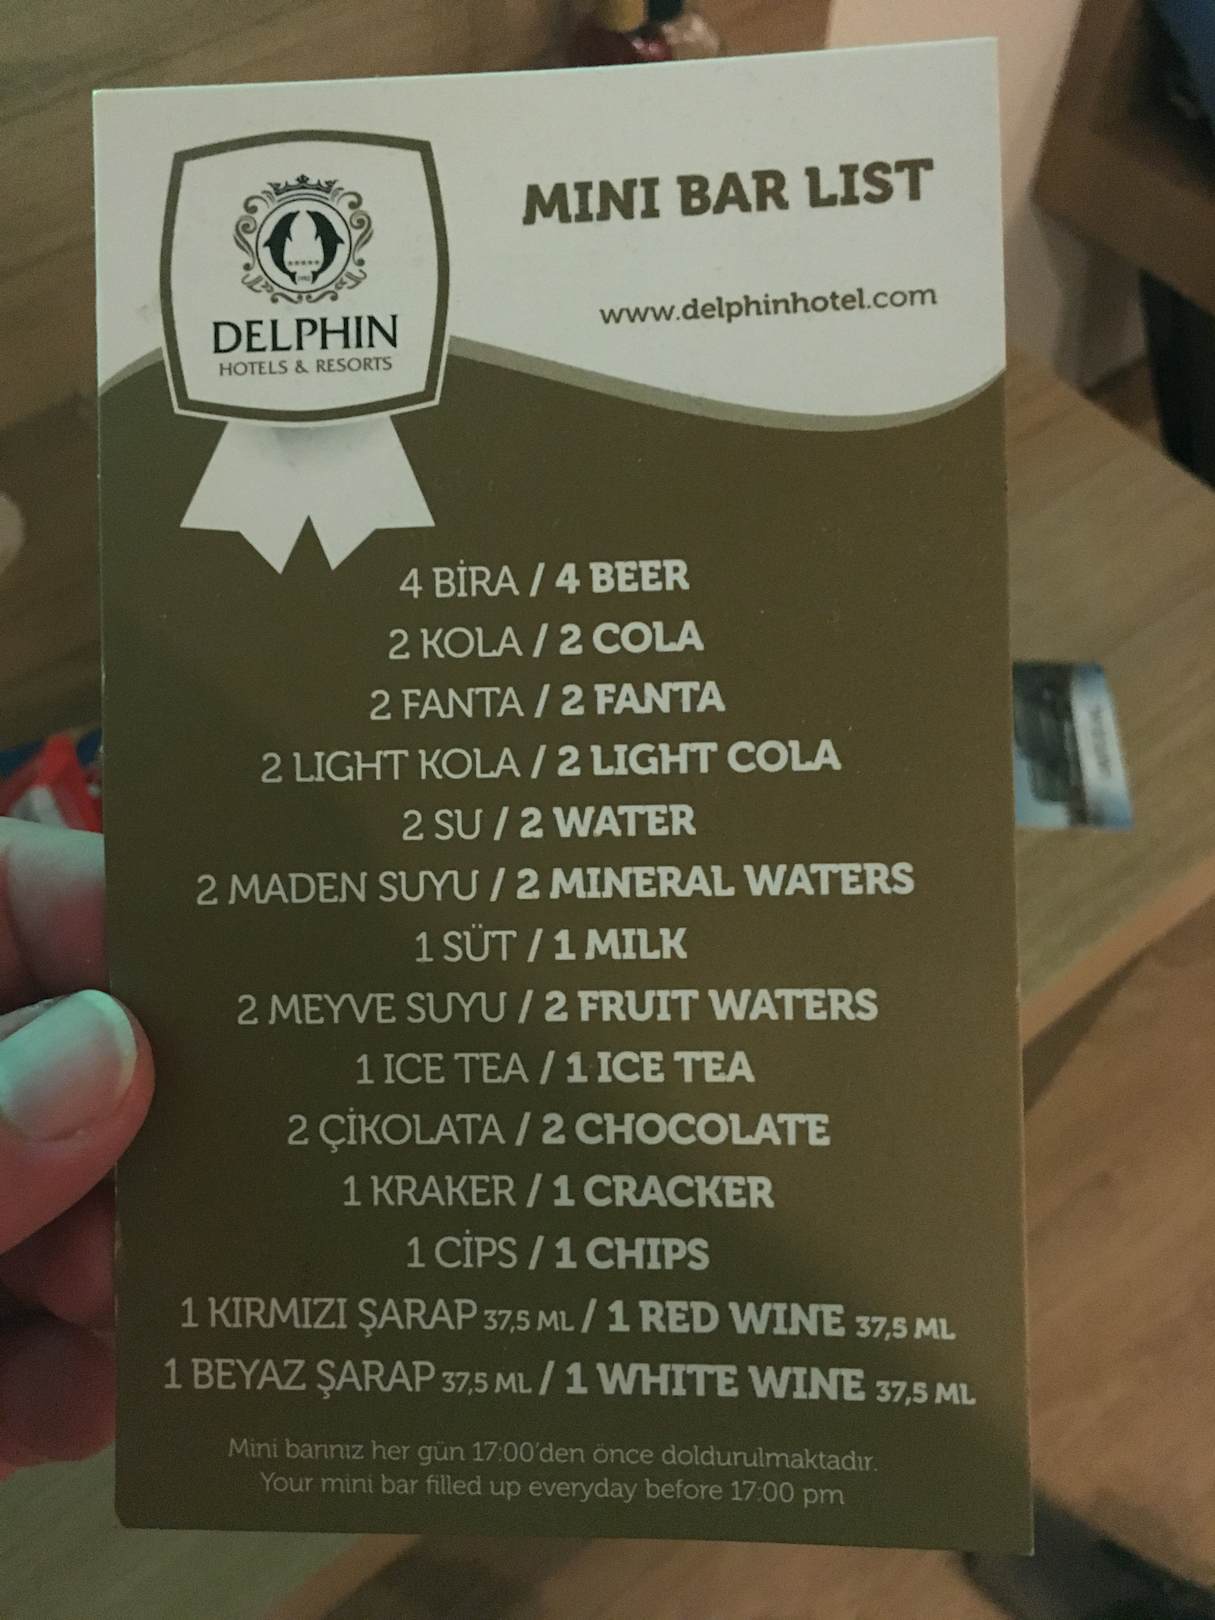 MINI BAR LIST
www.delphinhotel.com
DELPHIN
HOTELS & RESORTS
4 BİRA / 4 BEER
2 KOLA / 2 COLA
2 FANTA / 2 FANTA
2 LIGHT KOLA / 2 LIGHT COLA
2 SU / 2 WATER
2 MADEN SUYU / 2 MINERAL WATERS
1 SÜT / 1 MILK
2 MEYVE SUYU / 2 FRUIT WATERS
1 ICE TEA / 1 ICE TEA
2 ÇİKOLATA / 2 CHOCOLATE
1 KRAKER / 1 CRACKER
1 CİPS / 1 CHIPS
1 KIRMIZI ŞARAP 37,5 ML / 1 RED WINE 37,5 ML
1 BEYAZ ŞARAP 37,5 ML / 1 WHITE WINE 37,5 ML
Mini barınız her gün 17:00'den önce doldurulmaktadır.
Your mini bar filled up everyday before 17:00 pm